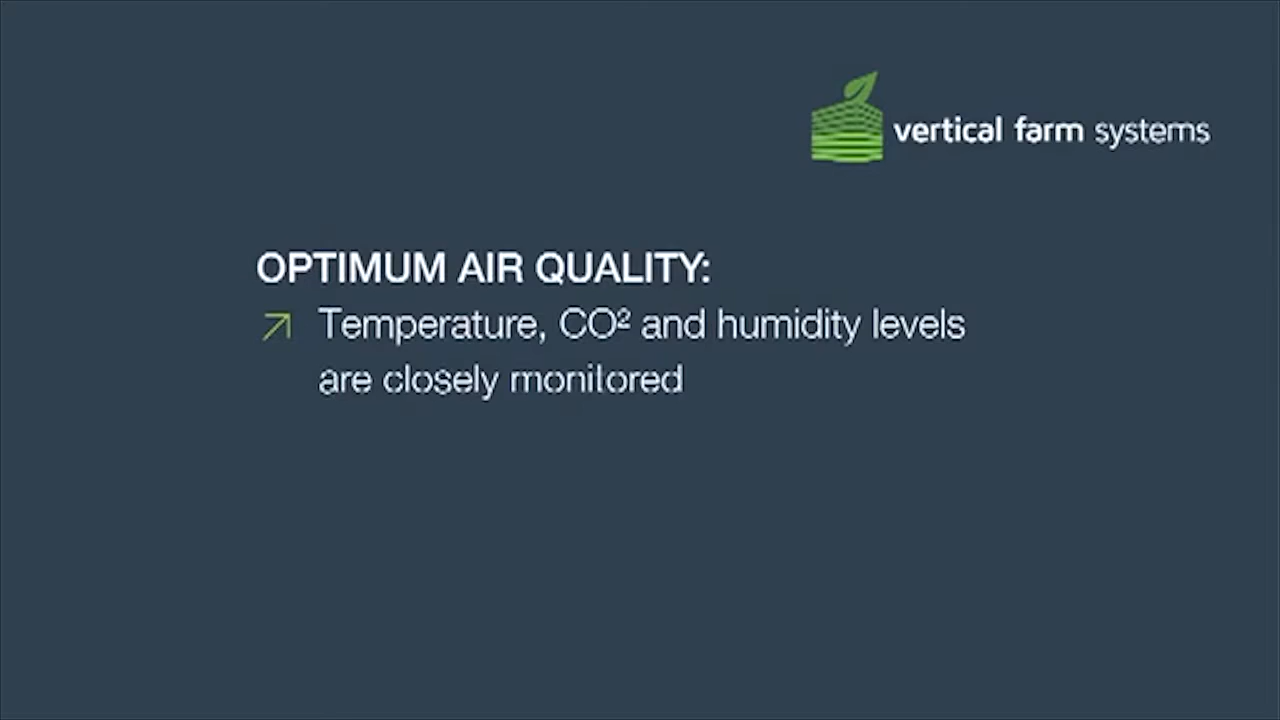 vertical farm systems
OPTIMUM AIR QUALITY:
Temperature, CO² and humidity levels
are closely monitored